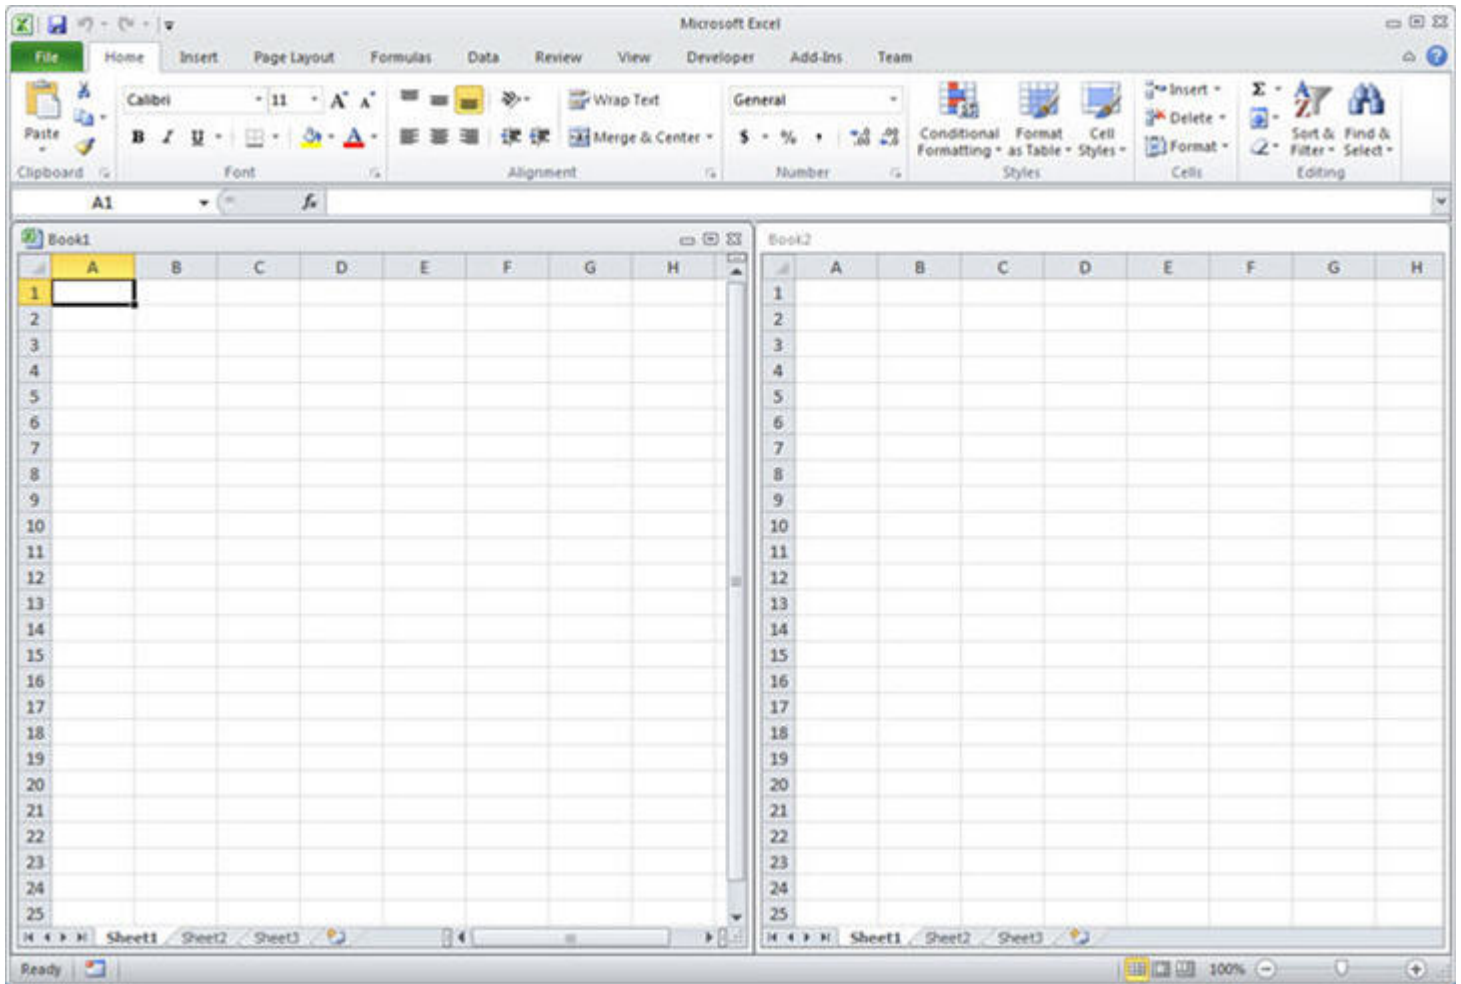 Microsoft Excel
File Home Insert Page Layout Formulas Data Review View Developer Add-Ins Team
Calibri 11 A A Wrap Text General Insert
Paste Delete
B I U A Merge & Center $ % , Conditional Formatting Format as Table Cell Styles Format Sort & Filter Find & Select
Clipboard Font Alignment Number Styles Cells Editing
A1 fx
Book1 Book2
A B C D E F G H A B C D E F G H
1 1
2 2
3 3
4 4
5 5
6 6
7 7
8 8
9 9
10 10
11 11
12 12
13 13
14 14
15 15
16 16
17 17
18 18
19 19
20 20
21 21
22 22
23 23
24 24
25 25
Sheet1 Sheet2 Sheet3 Sheet1 Sheet2 Sheet3
Ready 100%